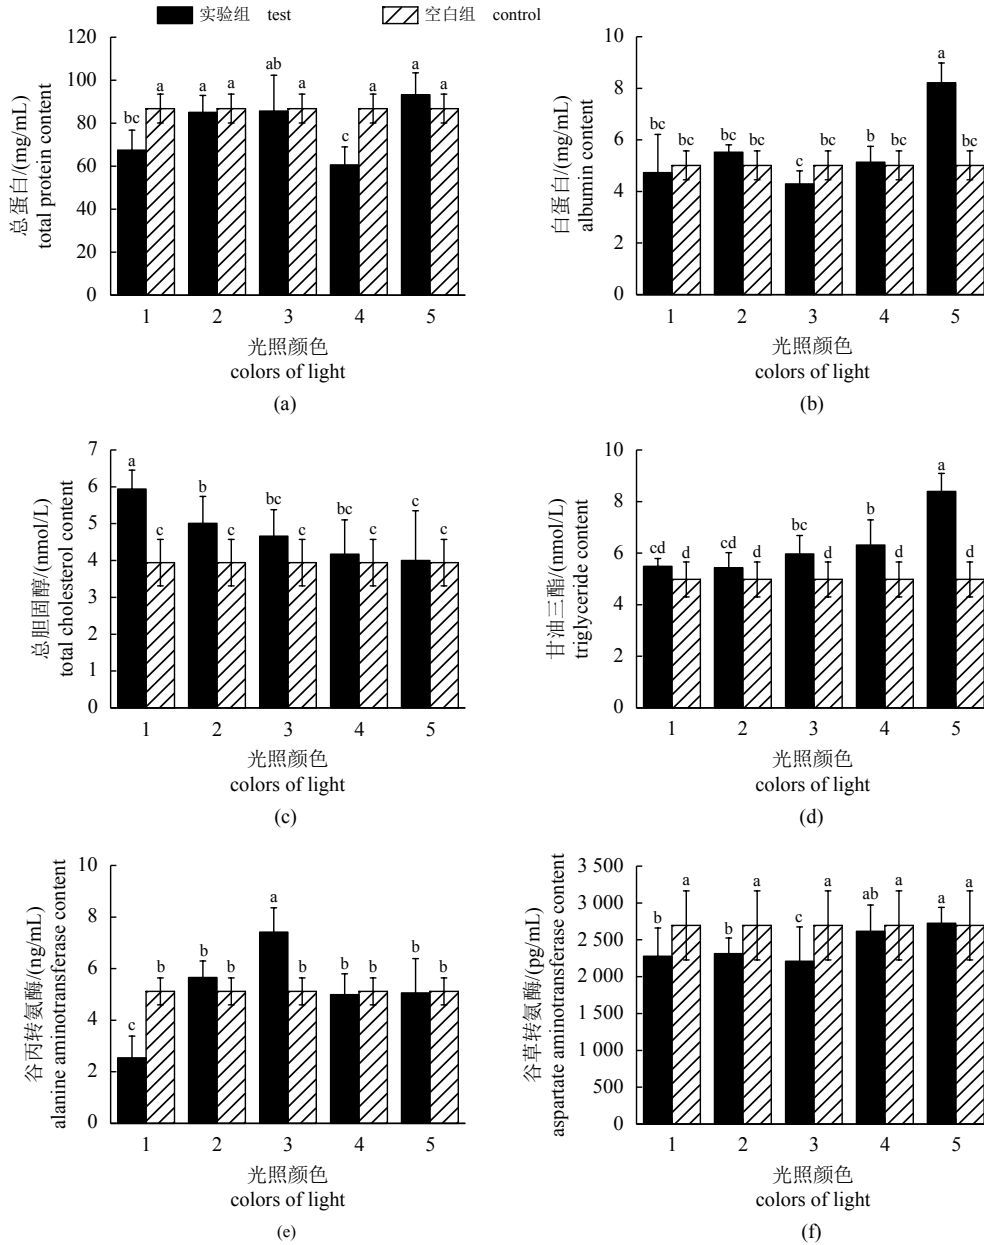 实验组 test 空白组 control
总蛋白/(mg/mL)
total protein content
120
100
80
60
40
20
0
bc a a a ab a c a a a
1 2 3 4 5
光照颜色
colors of light
(a)
白蛋白/(mg/mL)
albumin content
10
8
6
4
2
0
bc bc bc bc c bc b bc a bc
1 2 3 4 5
光照颜色
colors of light
(b)
总胆固醇/(nmol/L)
total cholesterol content
7
6
5
4
3
2
1
0
a c b c bc c bc c c c
1 2 3 4 5
光照颜色
colors of light
(c)
甘油三酯/(nmol/L)
triglyceride content
10
8
6
4
2
0
cd d cd d bc d b d a d
1 2 3 4 5
光照颜色
colors of light
(d)
谷丙转氨酶/(ng/mL)
alanine aminotransferase content
10
8
6
4
2
0
c b b b a b b b b b
1 2 3 4 5
光照颜色
colors of light
(e)
谷草转氨酶/(pg/mL)
aspartate aminotransferase content
3 500
3 000
2 500
2 000
1 500
1 000
500
0
b a b a c a ab a a a
1 2 3 4 5
光照颜色
colors of light
(f)